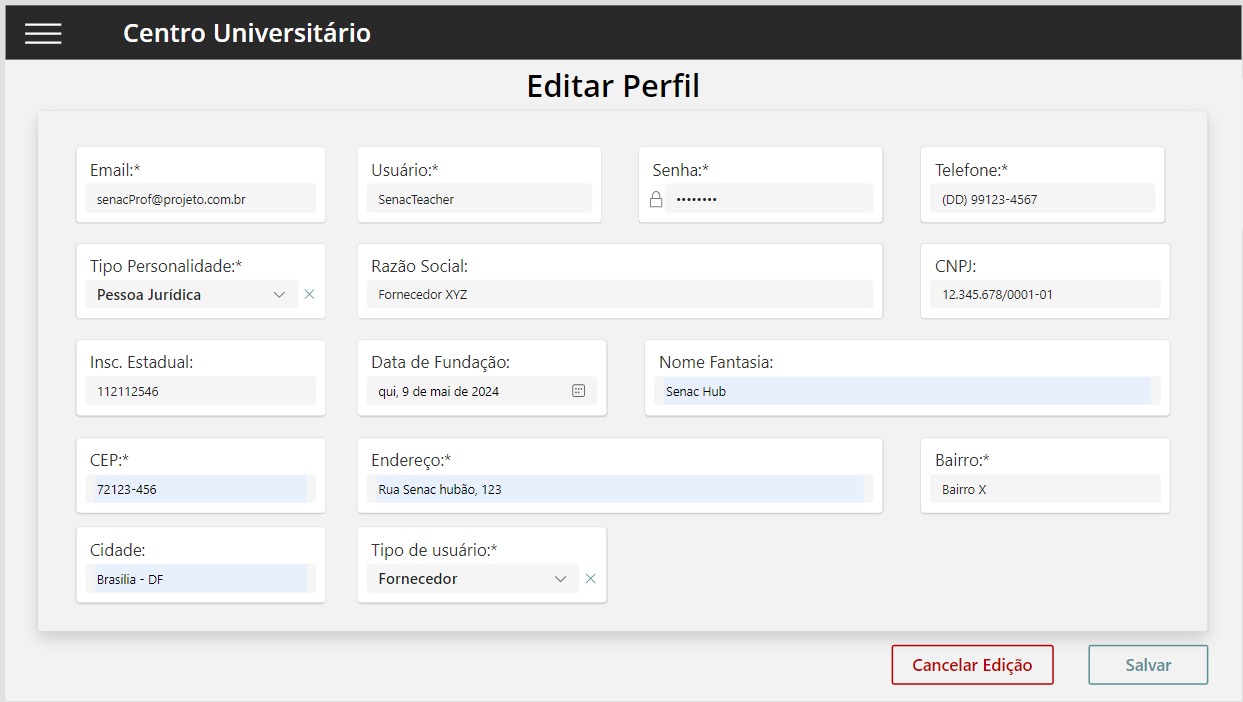 Centro Universitário
Editar Perfil
Email:*
senacProf@projeto.com.br
Usuário:*
SenacTeacher
Senha:*
••••••••
Telefone:*
(DD) 99123-4567
Tipo Personalidade:*
Pessoa Jurídica
Razão Social:
Fornecedor XYZ
CNPJ:
12.345.678/0001-01
Insc. Estadual:
112112546
Data de Fundação:
qui, 9 de mai de 2024
Nome Fantasia:
Senac Hub
CEP:*
72123-456
Endereço:*
Rua Senac hubão, 123
Bairro:*
Bairro X
Cidade:
Brasilia - DF
Tipo de usuário:*
Fornecedor
Cancelar Edição
Salvar